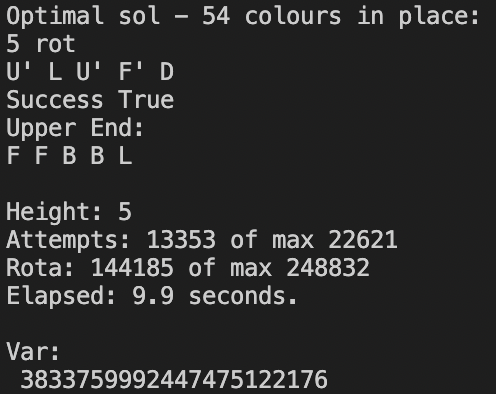 Optimal sol - 54 colours in place:
5 rot
U' L U' F' D
Success True
Upper End:
F F B B L
Height: 5
Attempts: 13353 of max 22621
Rota: 144185 of max 248832
Elapsed: 9.9 seconds.
Var:
3833759992447475122176